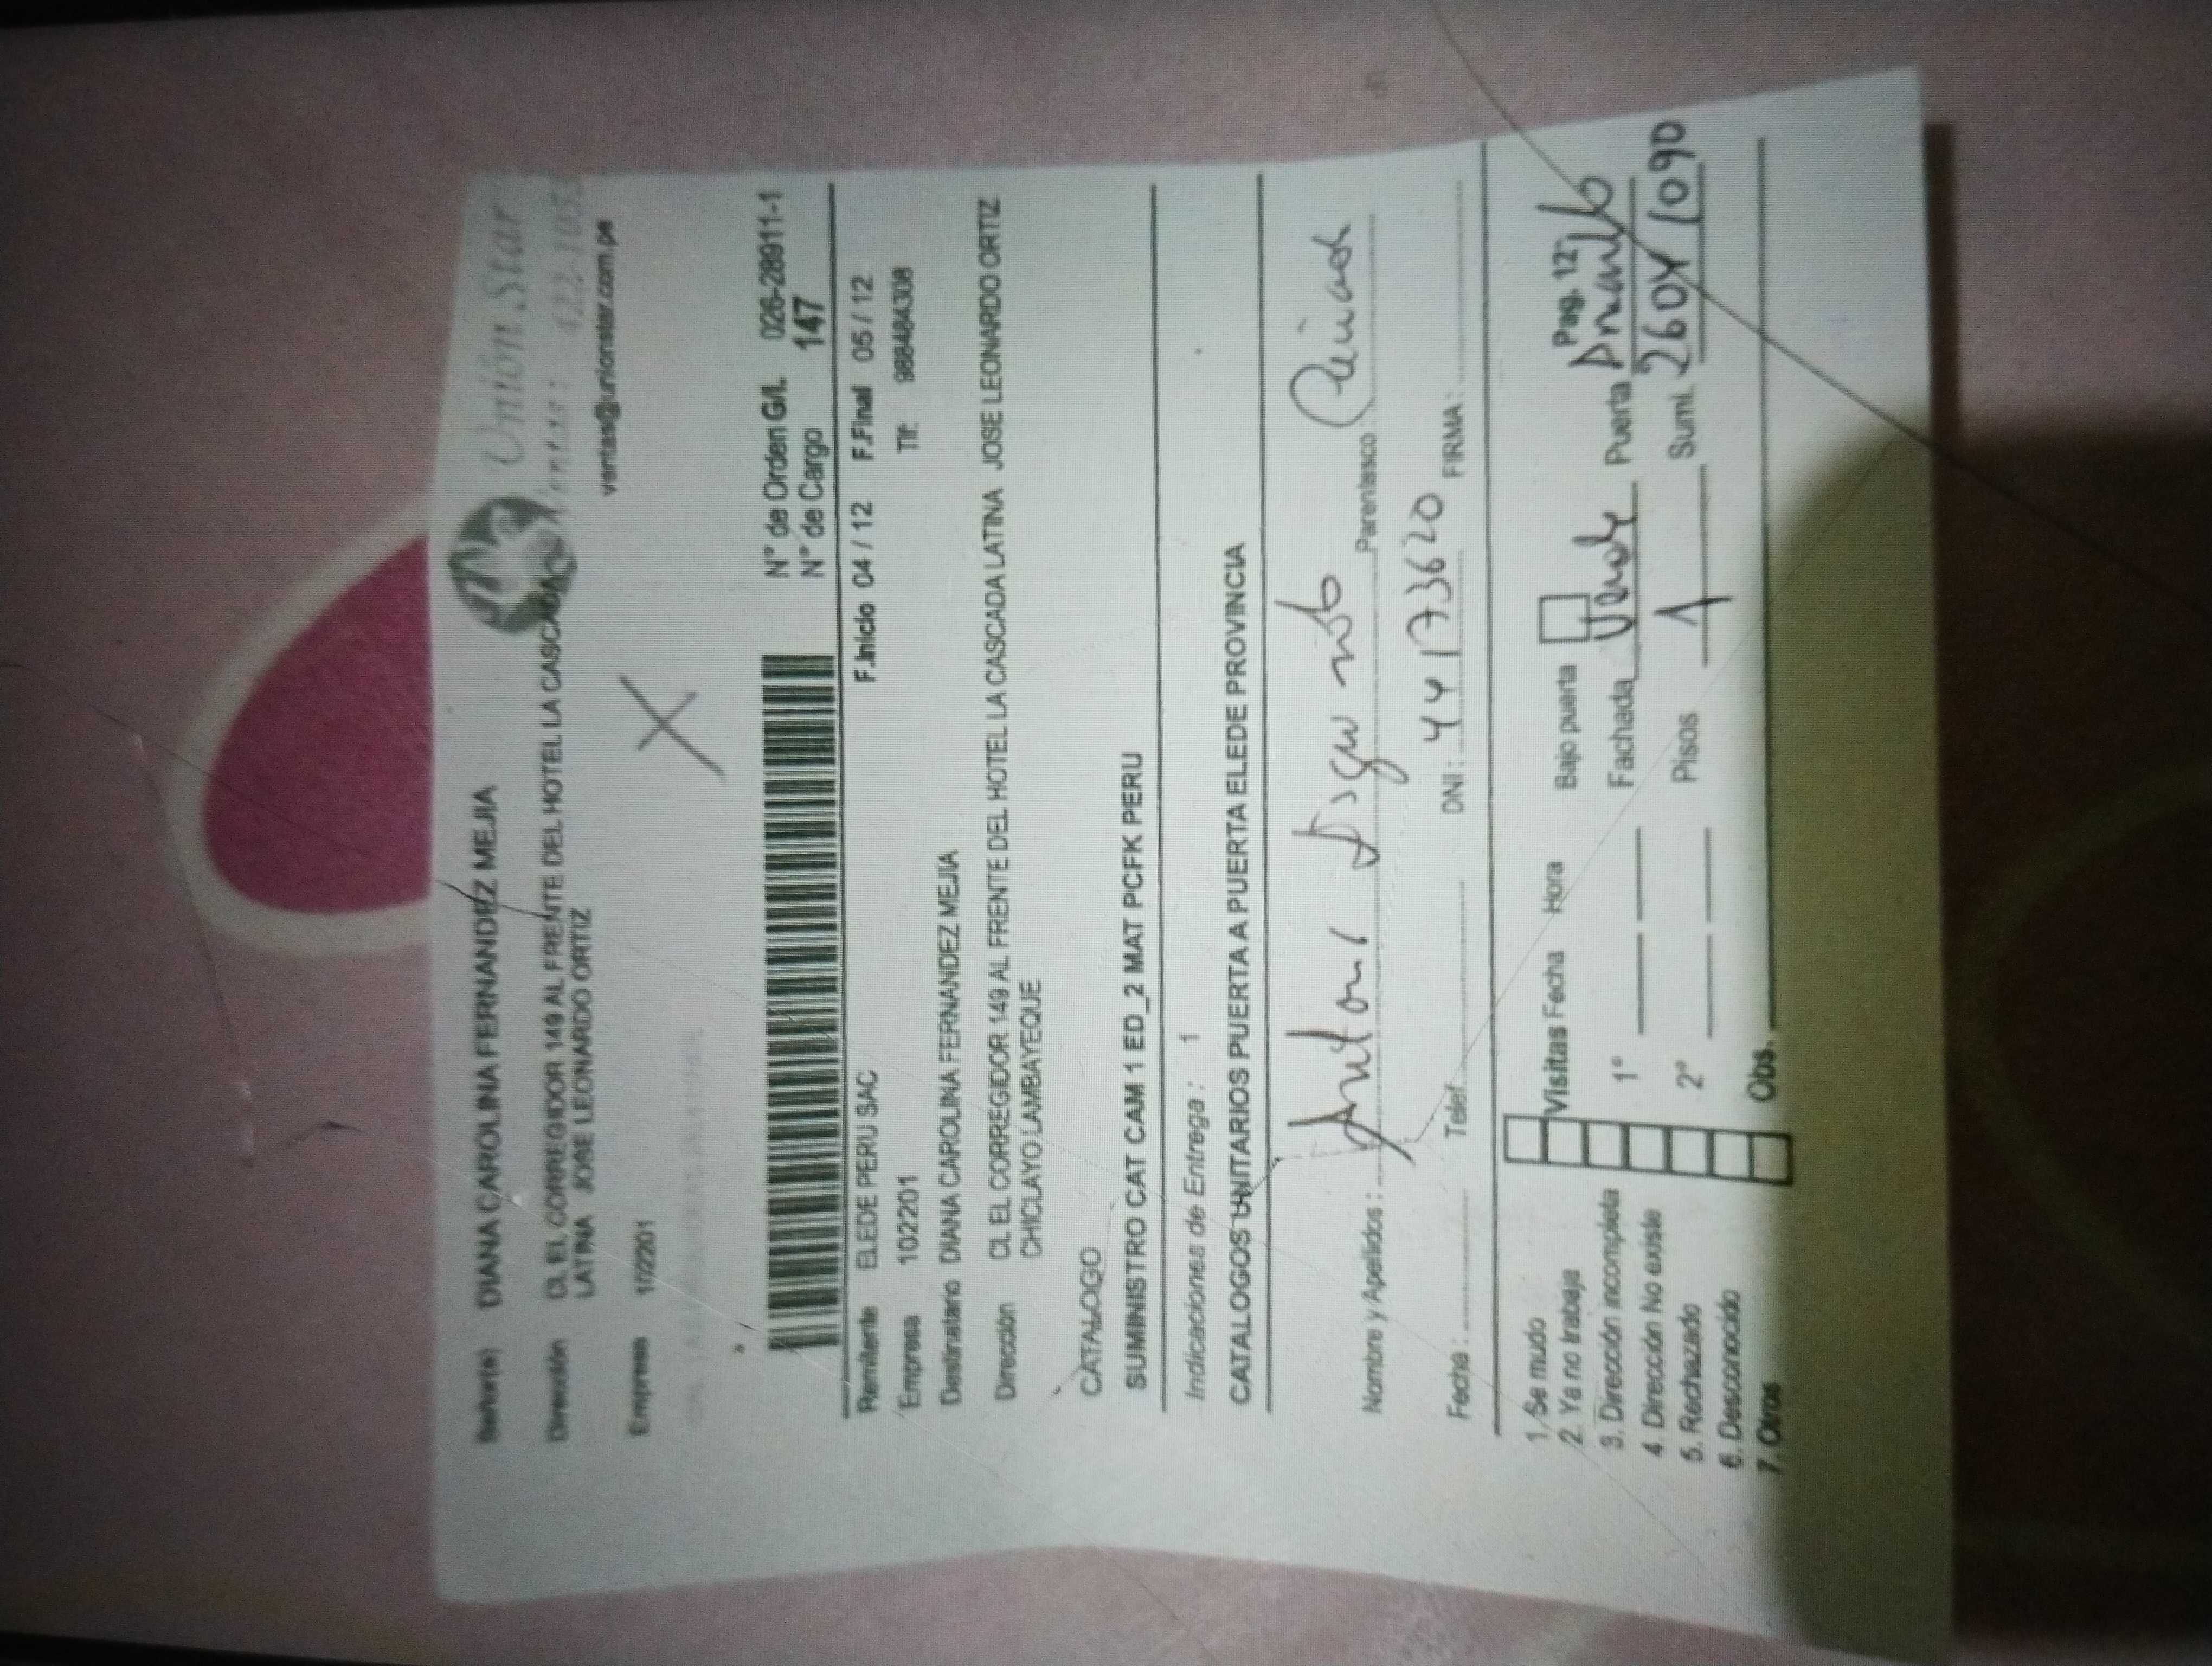 Señor(es) DIANA CAROLINA FERNANDEZ MEJIA
Unión Star
Dirección CL EL CORREGIDOR 149 AL FRENTE DEL HOTEL LA CASCADA
LATINA JOSE LEONARDO ORTIZ
ventas@unionstar.com.pe
Empresa 102201
N° de Orden G/L 026-28911-1
N° de Cargo 147
Remitente ELEDE PERU SAC
F.Inicio 04 / 12 F.Final 05 / 12
Empresa 102201
Tlf: 984484308
Destinatario DIANA CAROLINA FERNANDEZ MEJIA
Dirección CL EL CORREGIDOR 149 AL FRENTE DEL HOTEL LA CASCADA LATINA JOSE LEONARDO ORTIZ
CHICLAYO LAMBAYEQUE
CATALOGO
SUMINISTRO CAT CAM 1 ED_2 MAT PCFK PERU
Indicaciones de Entrega : 1
CATALOGOS UNITARIOS PUERTA A PUERTA ELEDE PROVINCIA
Nombre y Apellidos : Parentesco :
Fecha : Telef. DNI : 44173620 FIRMA :
1. Se mudo
2. Ya no trabaja
3. Dirección incompleta
4. Dirección No existe
5. Rechazado
6. Desconocido
7. Otros
Visitas Fecha Hora
1°
2°
Obs.
Bajo puerta
Pag. 127
Fachada Verde Puerta
Pisos 1 Sumi. 260Y1090